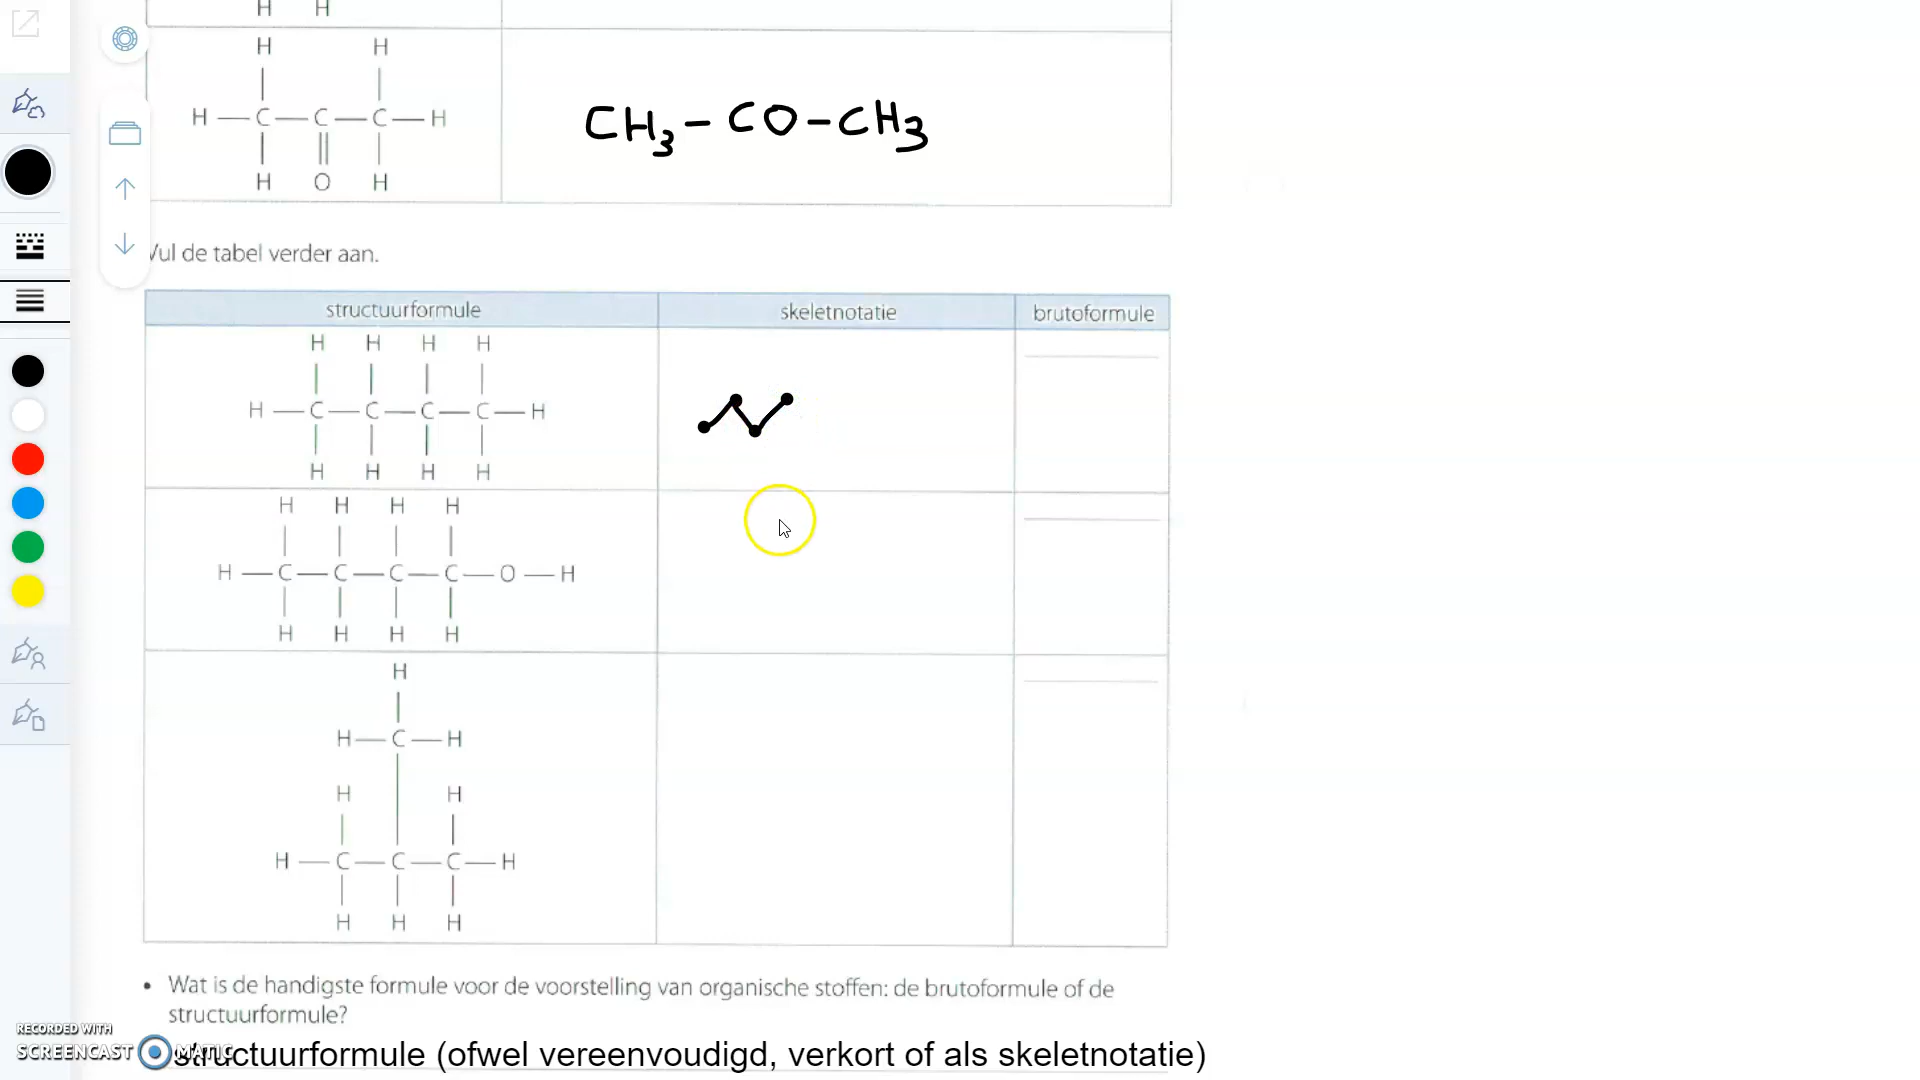 H H
H H
H — C — C — C — H
H O H
CH3 – CO – CH3
Vul de tabel verder aan.
structuurformule skeletnotatie brutoformule
H H H H
H — C — C — C — C — H
H H H H
H H H H
H — C — C — C — C — O — H
H H H H
H
H — C — H
H H
H — C — C — C — H
H H H
• Wat is de handigste formule voor de voorstelling van organische stoffen: de brutoformule of de
structuurformule?
structuurformule (ofwel vereenvoudigd, verkort of als skeletnotatie)
RECORDED WITH
SCREENCAST MATIC